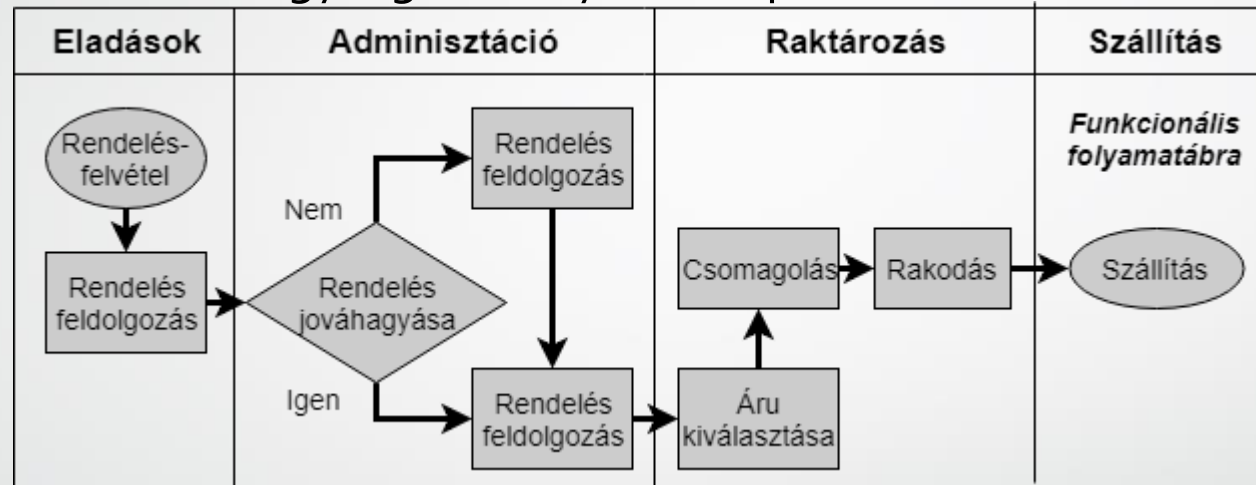 Eladások
Adminisztáció
Raktározás
Szállítás
Rendelés-
felvétel
Rendelés
feldolgozás
Nem
Rendelés
jováhagyása
Igen
Rendelés
feldolgozás
Rendelés
feldolgozás
Csomagolás
Rakodás
Áru
kiválasztása
Funkcionális
folyamatábra
Szállítás